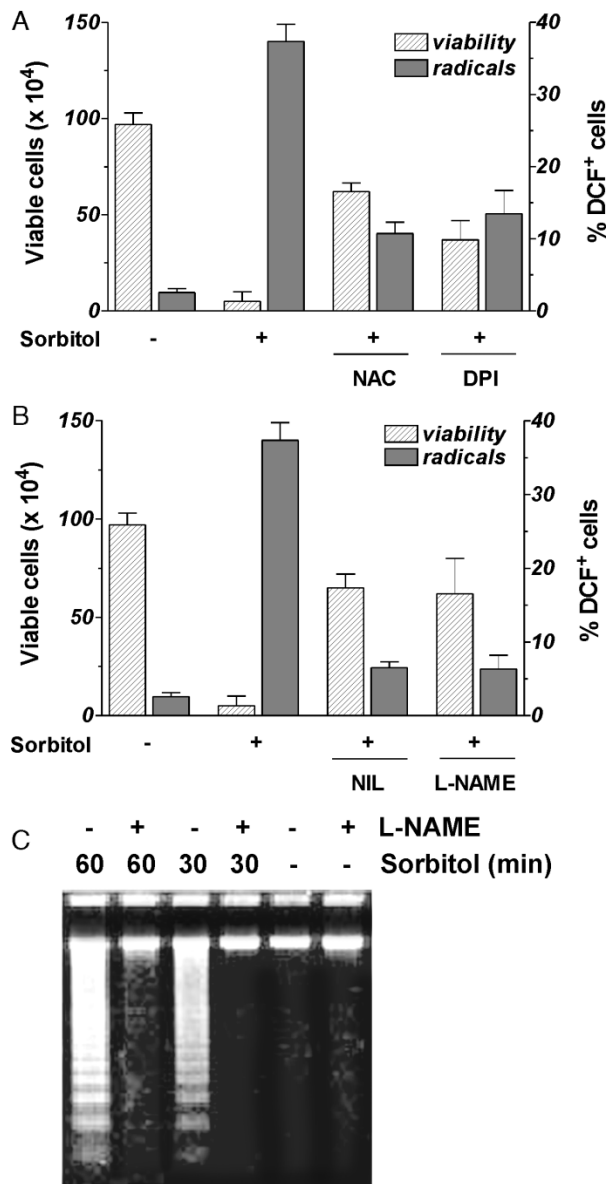 A
150
100
50
0
Viable cells (x 10⁴)
viability
radicals
40
30
20
10
0
% DCF⁺ cells
Sorbitol - + + +
NAC DPI
B
150
100
50
0
Viable cells (x 10⁴)
viability
radicals
40
30
20
10
0
% DCF⁺ cells
Sorbitol - + + +
NIL L-NAME
C
- + - + - + L-NAME
60 60 30 30 - - Sorbitol (min)